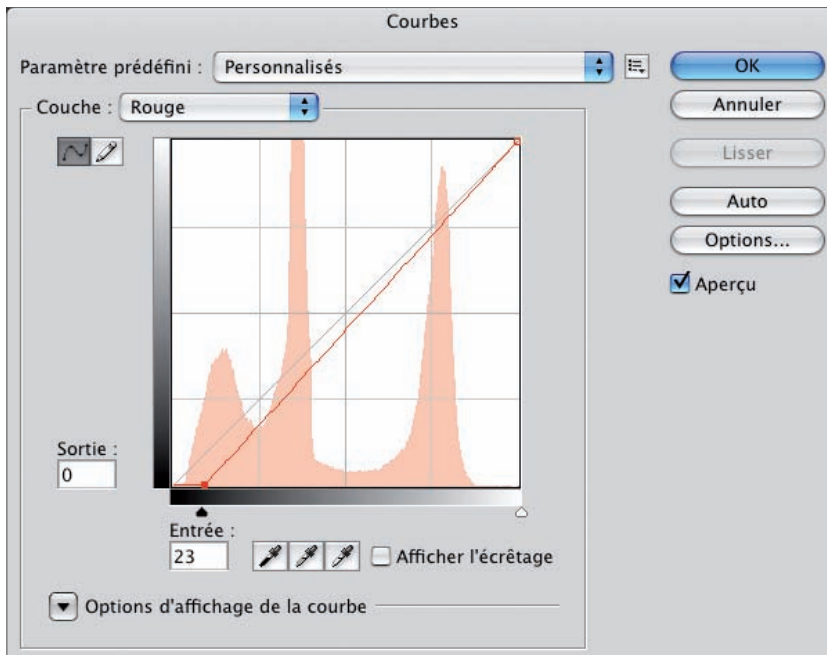 Courbes
Paramètre prédéfini : Personnalisés
OK
Couche : Rouge
Annuler
Lisser
Auto
Options...
Aperçu
Sortie :
0
Entrée :
23
Afficher l'écrêtage
Options d'affichage de la courbe